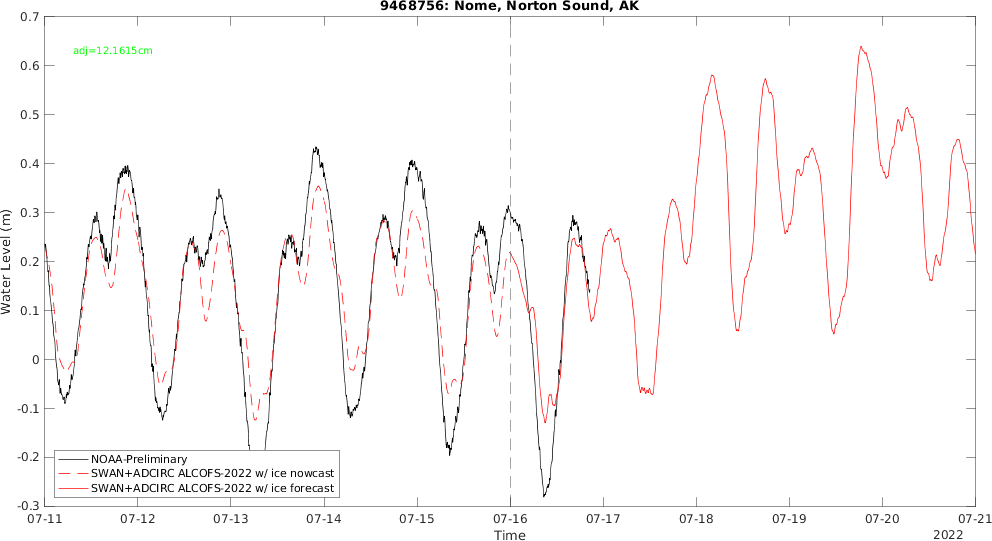 9468756: Nome, Norton Sound, AK
adj=12.1615cm
Water Level (m)
0.7
0.6
0.5
0.4
0.3
0.2
0.1
0
-0.1
-0.2
-0.3
NOAA-Preliminary
SWAN+ADCIRC ALCOFS-2022 w/ ice nowcast
SWAN+ADCIRC ALCOFS-2022 w/ ice forecast
07-11 07-12 07-13 07-14 07-15 07-16 07-17 07-18 07-19 07-20 07-21
Time
2022